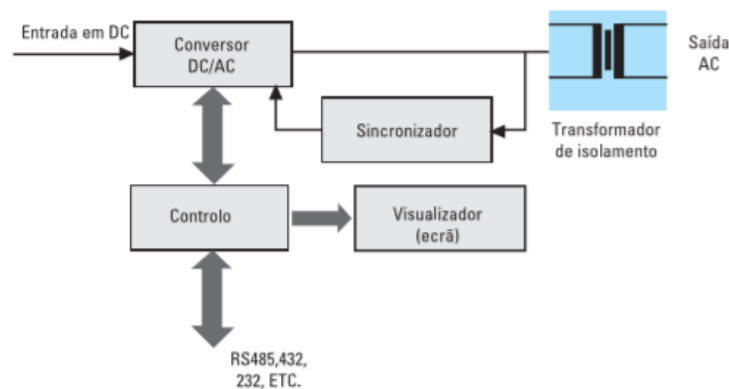 Entrada em DC
Conversor
DC/AC
Saída
AC
Sincronizador
Transformador
de isolamento
Controlo
Visualizador
(ecrã)
RS485,432,
232, ETC.